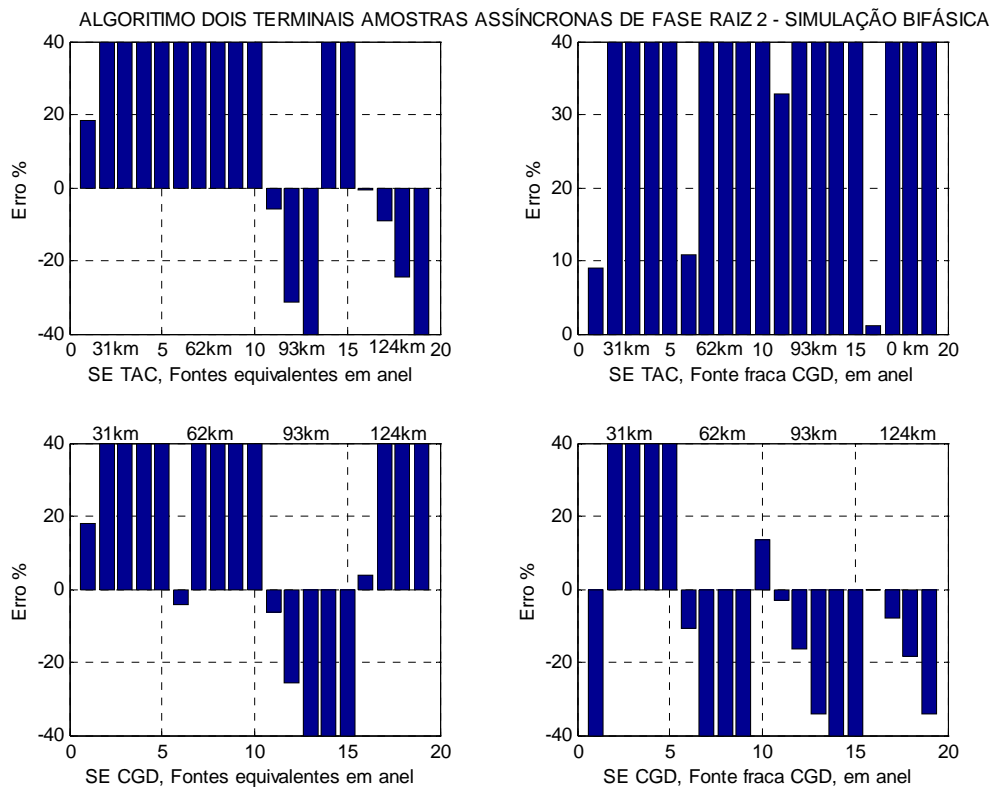 ALGORITIMO DOIS TERMINAIS AMOSTRAS ASSÍNCRONAS DE FASE RAIZ 2 - SIMULAÇÃO BIFÁSICA
40
20
0
-20
-40
Erro %
0 31km 5 62km 10 93km 15 124km 20
SE TAC, Fontes equivalentes em anel
40
30
20
10
0
Erro %
0 31km 5 62km 10 93km 15 0 km 20
SE TAC, Fonte fraca CGD, em anel
31km 62km 93km 124km
40
20
0
-20
-40
Erro %
0 5 10 15 20
SE CGD, Fontes equivalentes em anel
31km 62km 93km 124km
40
20
0
-20
-40
Erro %
0 5 10 15 20
SE CGD, Fonte fraca CGD, em anel